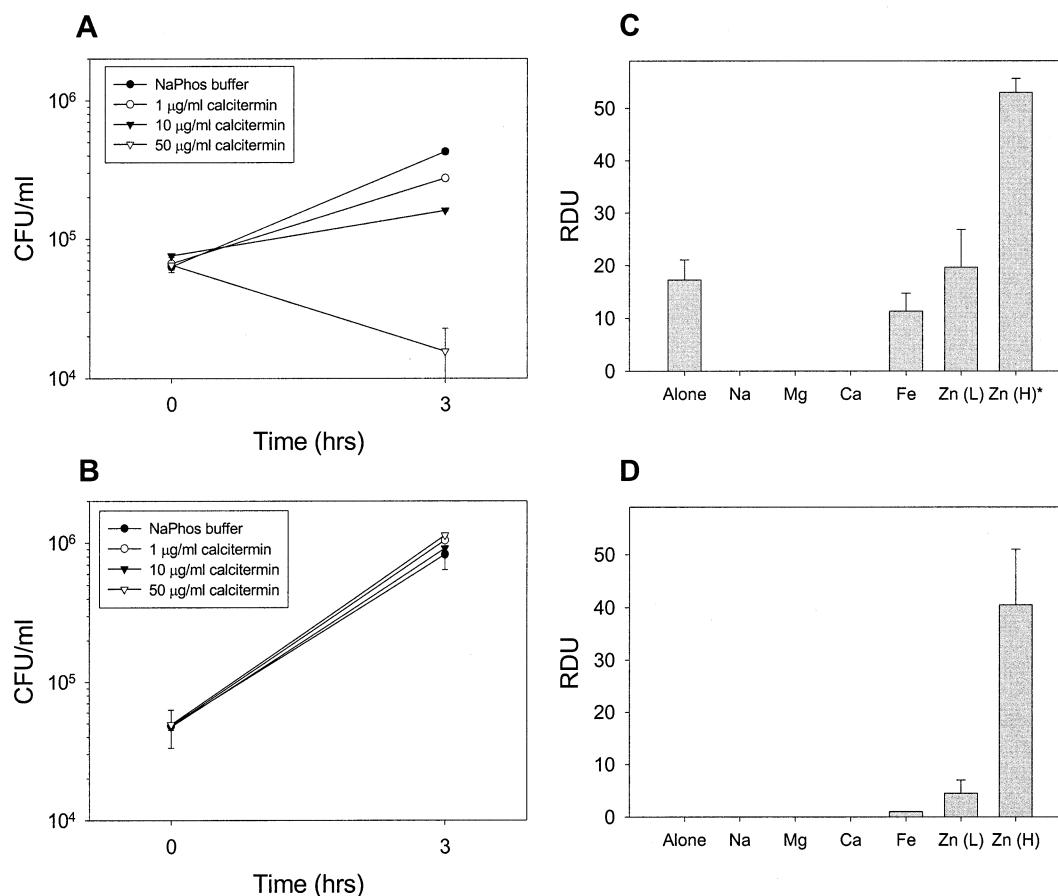 A
NaPhos buffer
1 μg/ml calcitermin
10 μg/ml calcitermin
50 μg/ml calcitermin
10⁶
10⁵
10⁴
CFU/ml
0 3
Time (hrs)
B
NaPhos buffer
1 μg/ml calcitermin
10 μg/ml calcitermin
50 μg/ml calcitermin
10⁶
10⁵
10⁴
CFU/ml
0 3
Time (hrs)
C
50
40
30
20
10
0
RDU
Alone Na Mg Ca Fe Zn (L) Zn (H)*
D
50
40
30
20
10
0
RDU
Alone Na Mg Ca Fe Zn (L) Zn (H)